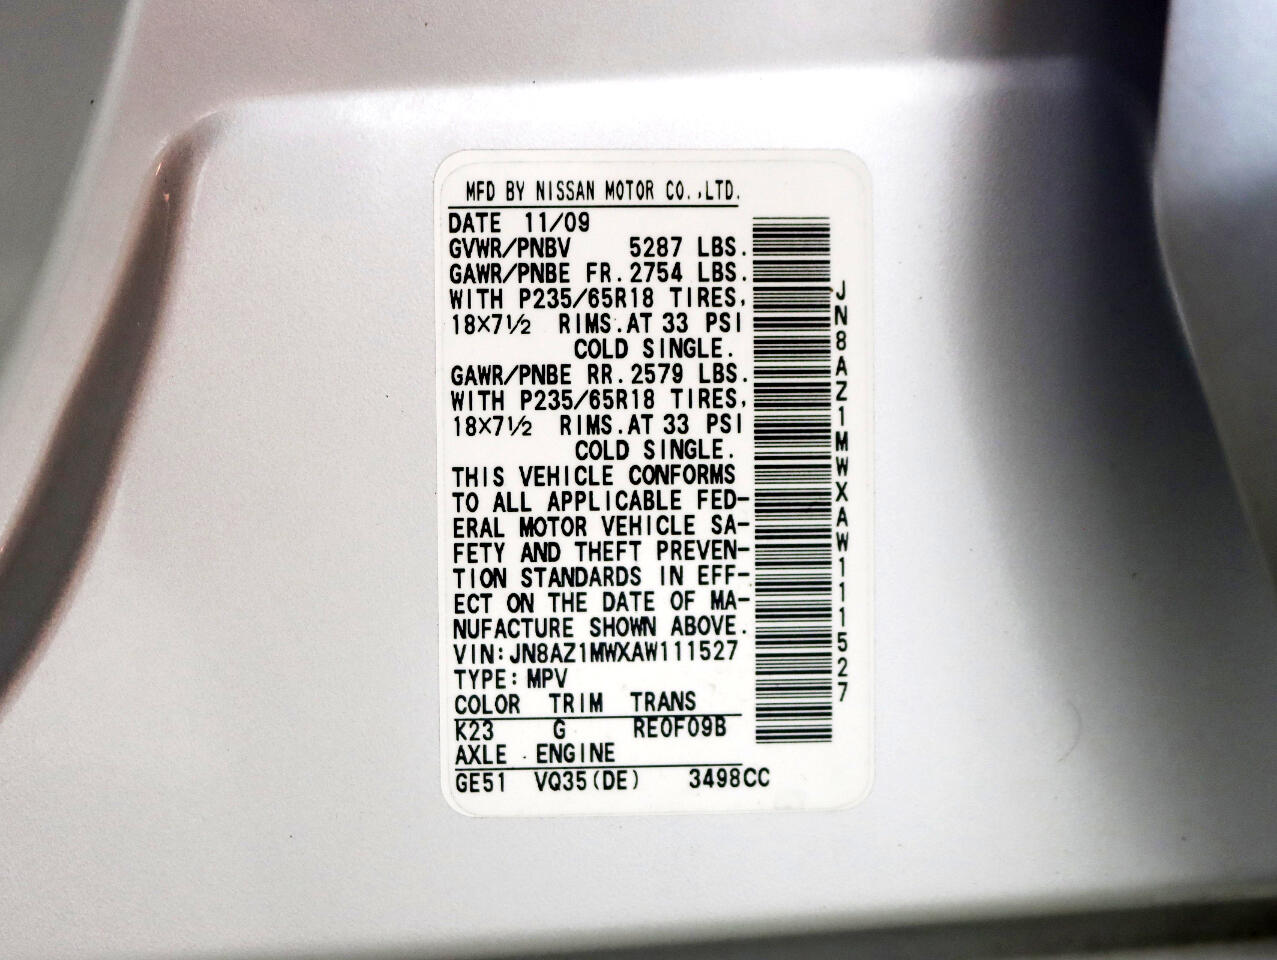 MFD BY NISSAN MOTOR CO.,LTD.
DATE 11/09
GVWR/PNBV 5287 LBS.
GAWR/PNBE FR.2754 LBS.
WITH P235/65R18 TIRES,
18×7½ RIMS.AT 33 PSI
COLD SINGLE.
GAWR/PNBE RR.2579 LBS.
WITH P235/65R18 TIRES,
18×7½ RIMS.AT 33 PSI
COLD SINGLE.
THIS VEHICLE CONFORMS
TO ALL APPLICABLE FED-
ERAL MOTOR VEHICLE SA-
FETY AND THEFT PREVEN-
TION STANDARDS IN EFF-
ECT ON THE DATE OF MA-
NUFACTURE SHOWN ABOVE.
VIN:JN8AZ1MWXAW111527
TYPE:MPV
COLOR TRIM TRANS
K23 G RE0F09B
AXLE ENGINE
GE51 VQ35(DE) 3498CC
JN8AZ1MWXAW111527